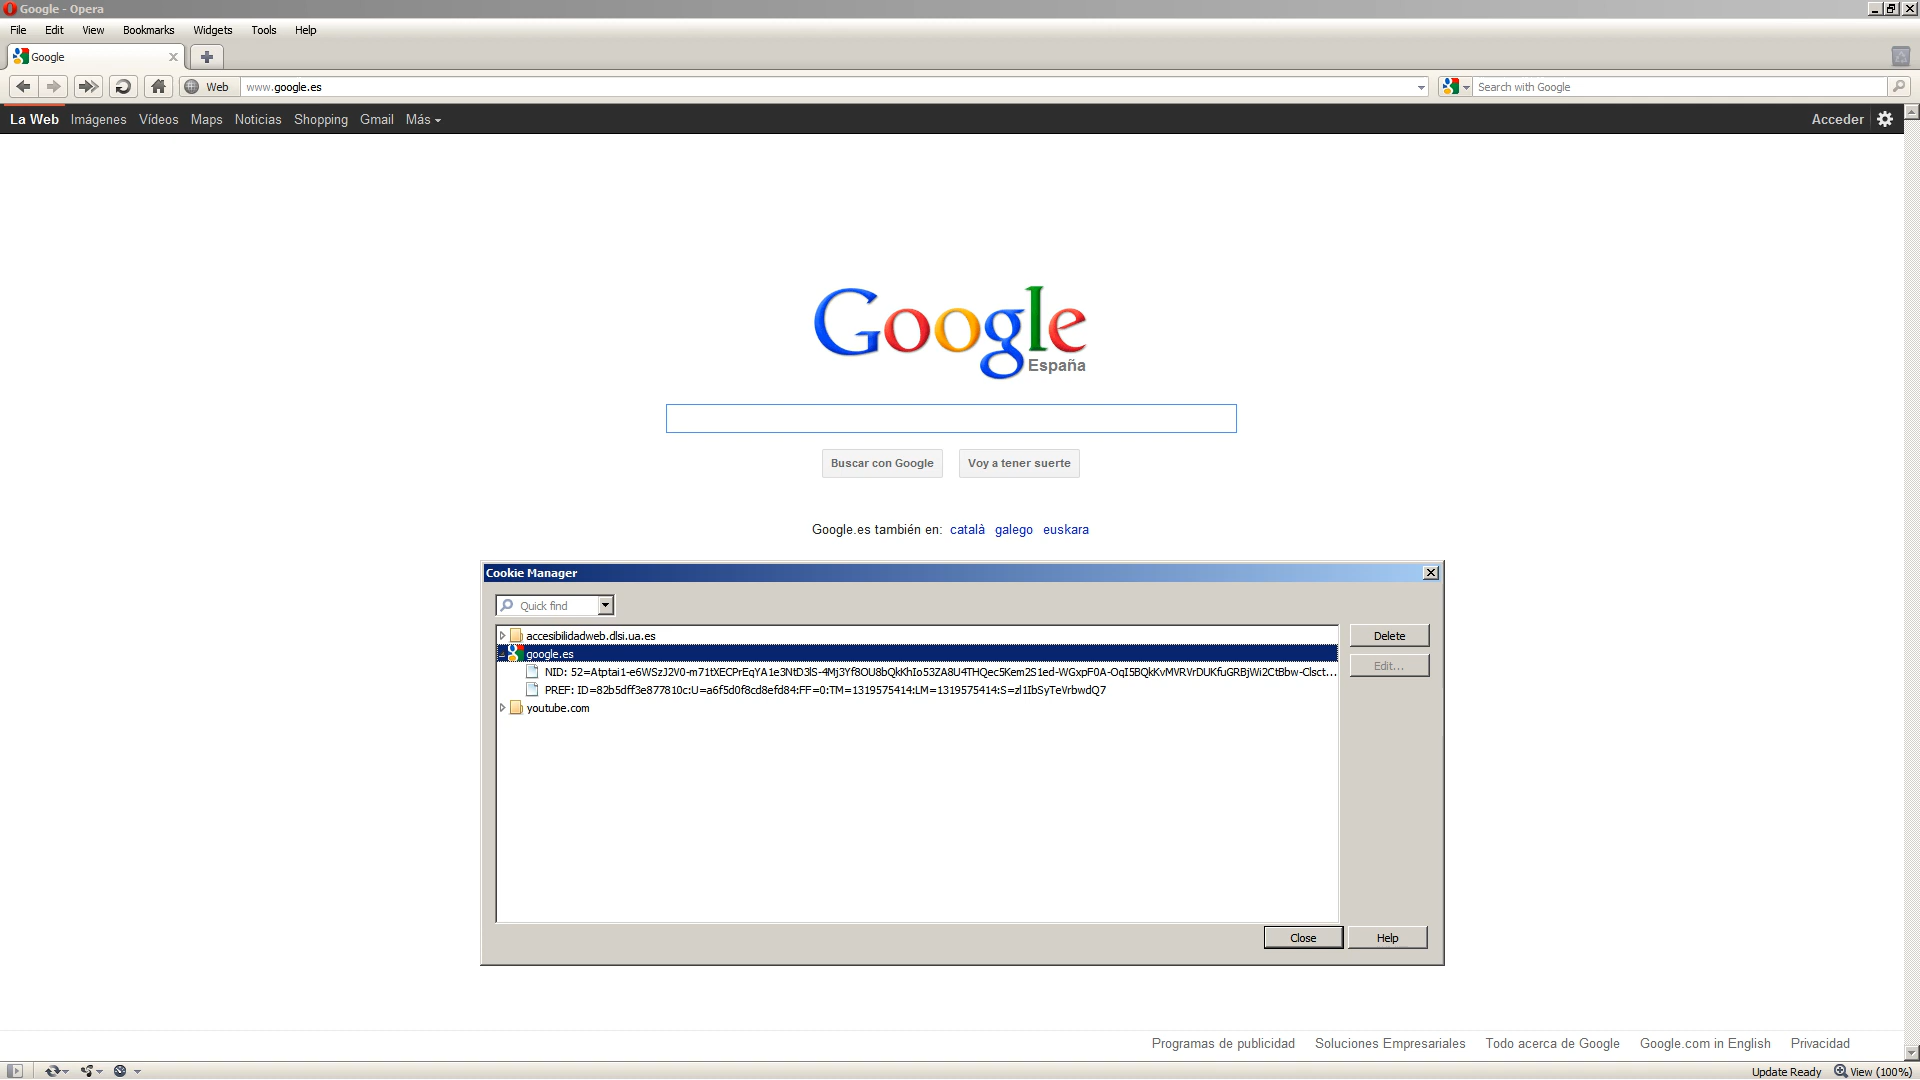 Google - Opera
File Edit View Bookmarks Widgets Tools Help
Google
Web www.google.es Search with Google
La Web Imágenes Vídeos Maps Noticias Shopping Gmail Más Acceder
Google
España
Buscar con Google Voy a tener suerte
Google.es también en: català galego euskara
Cookie Manager
Quick find
accesibilidadweb.dlsi.ua.es Delete
google.es
NID: 52=Atptai1-e6WSzJ2V0-m71tXECPrEqYA1e3NtD3lS-4Mj3Yf8OU8bQkKhIo53ZA8U4THQec5Kem2S1ed-WGxpF0A-OqI5BQkKvMVRVrDUKfuGRBjWi2CtBbw-Clsct... Edit...
PREF: ID=82b5dff3e877810c:U=a6f5d0f8cd8efd84:FF=0:TM=1319575414:LM=1319575414:S=zl1IbSyTeVrbwdQ7
youtube.com
Close Help
Programas de publicidad Soluciones Empresariales Todo acerca de Google Google.com in English Privacidad
Update Ready View (100%)